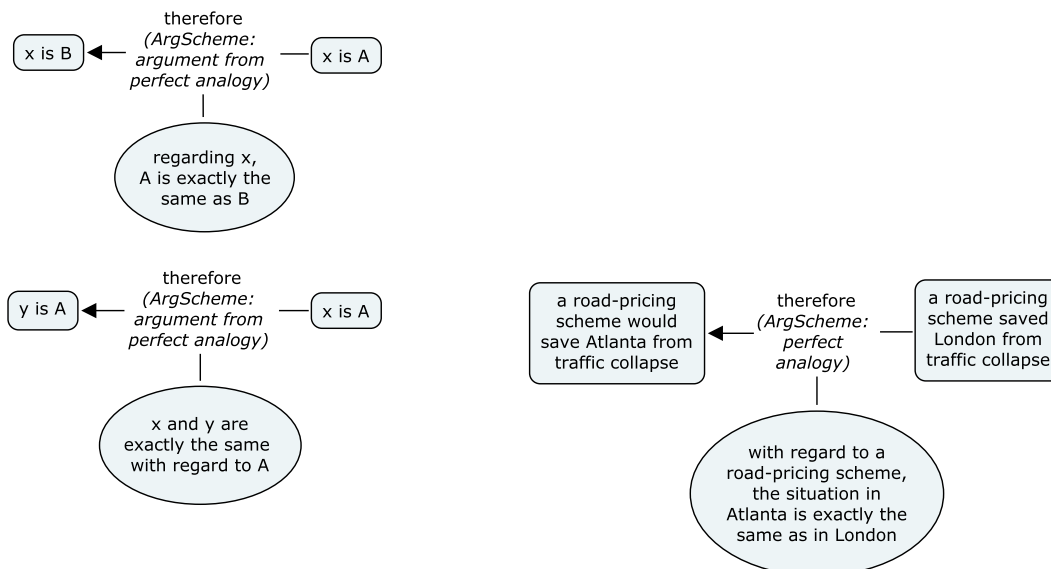 therefore
(ArgScheme:
argument from
perfect analogy)
x is B
x is A
regarding x,
A is exactly the
same as B
therefore
(ArgScheme:
argument from
perfect analogy)
y is A
x is A
x and y are
exactly the same
with regard to A
a road-pricing
scheme would
save Atlanta from
traffic collapse
therefore
(ArgScheme:
perfect
analogy)
a road-pricing
scheme saved
London from
traffic collapse
with regard to a
road-pricing scheme,
the situation in
Atlanta is exactly the
same as in London